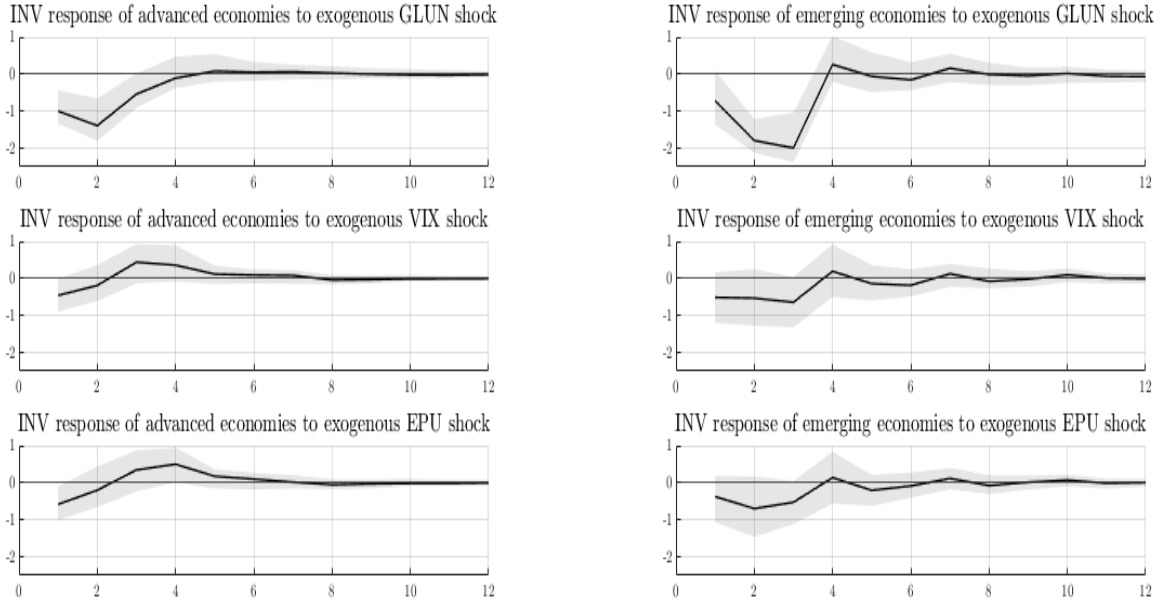 INV response of advanced economies to exogenous GLUN shock
1
0
-1
-2
0 2 4 6 8 10 12
INV response of emerging economies to exogenous GLUN shock
1
0
-1
-2
0 2 4 6 8 10 12
INV response of advanced economies to exogenous VIX shock
1
0
-1
-2
0 2 4 6 8 10 12
INV response of emerging economies to exogenous VIX shock
1
0
-1
-2
0 2 4 6 8 10 12
INV response of advanced economies to exogenous EPU shock
1
0
-1
-2
0 2 4 6 8 10 12
INV response of emerging economies to exogenous EPU shock
1
0
-1
-2
0 2 4 6 8 10 12